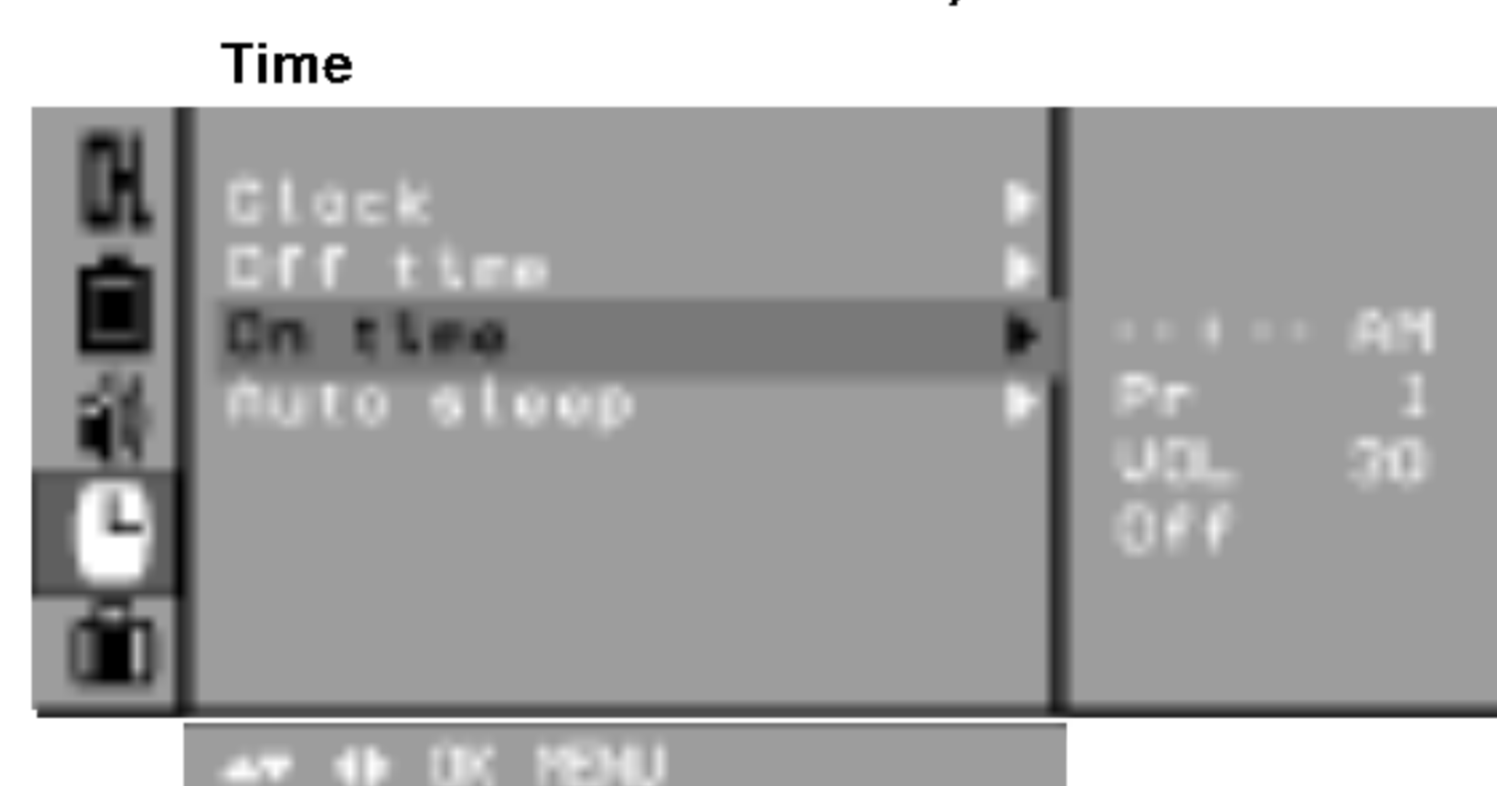 Time
Clock
Off time
On time
Auto sleep
--:-- AM
Pr 1
VOL 30
Off
OK MENU